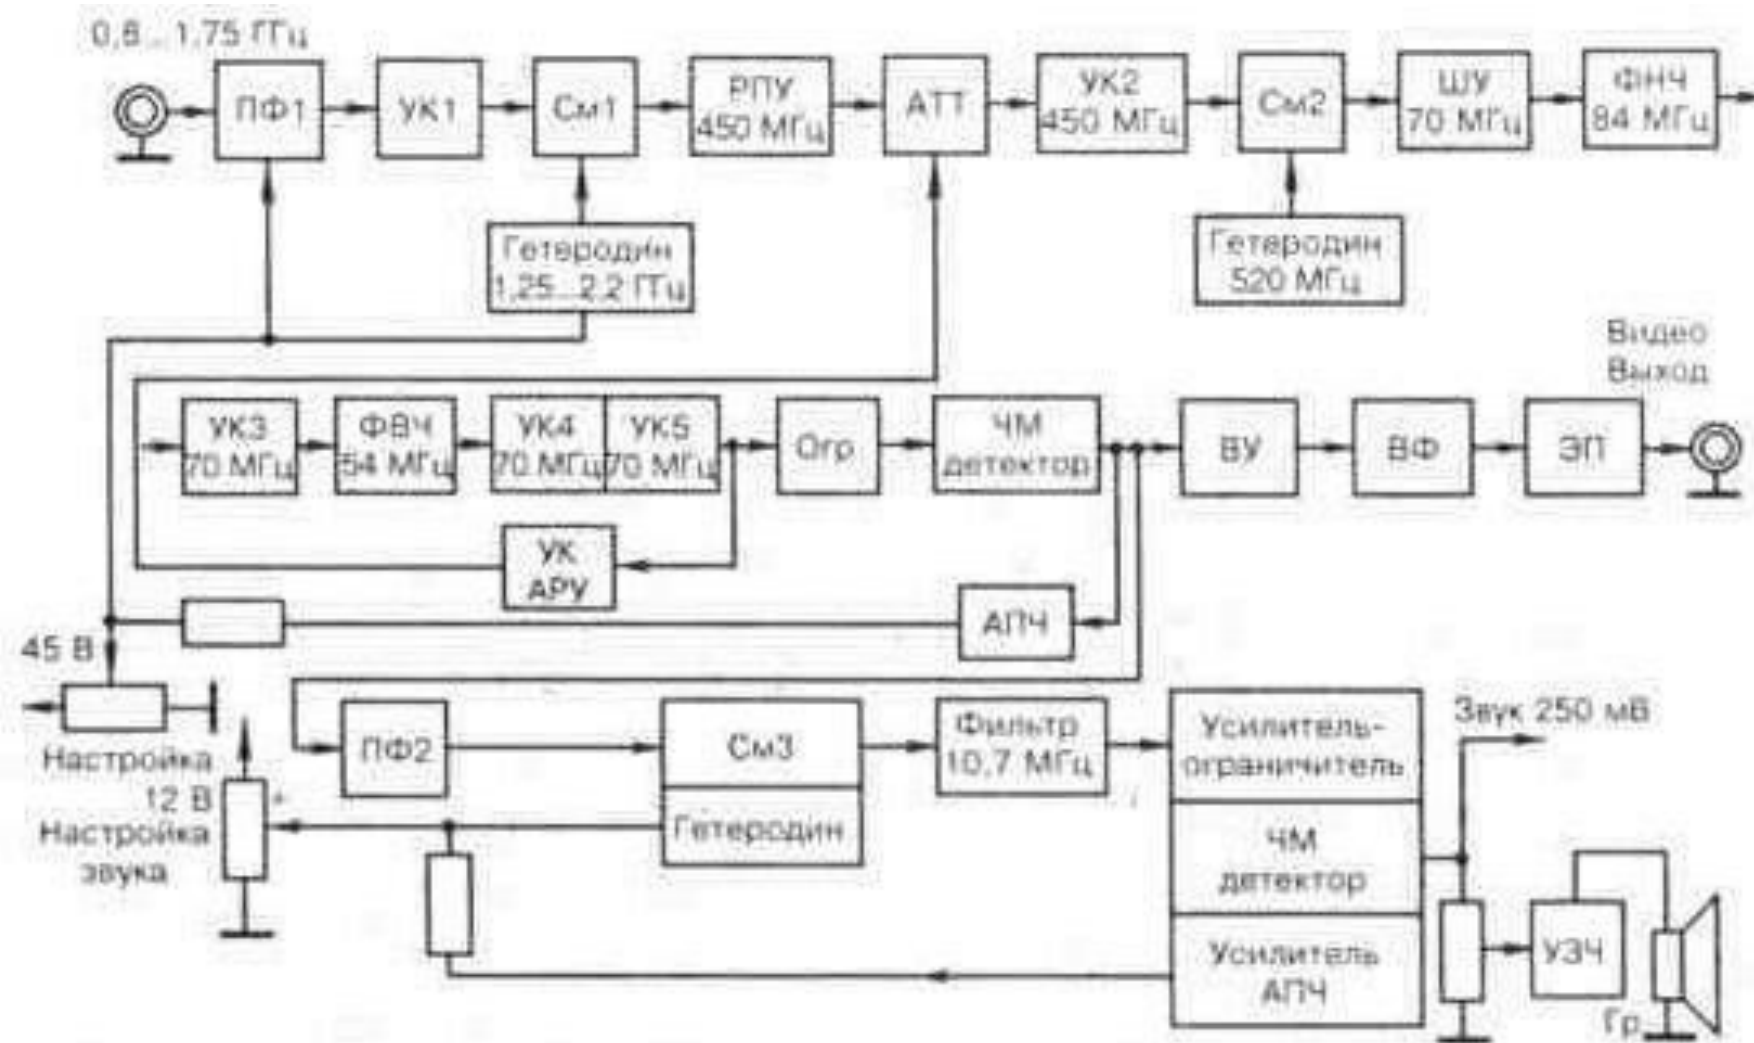 0,8...1,75 ГГц
ПФ1
УК1
См1
РПУ
450 МГц
АТТ
УК2
450 МГц
См2
ШУ
70 МГц
ФНЧ
84 МГц
Гетеродин
1,25...2,2 ГГц
Гетеродин
520 МГц
Видео
Выход
УК3
70 МГц
ФВЧ
54 МГц
УК4
70 МГц
УК5
70 МГц
Огр
ЧМ
детектор
ВУ
ВФ
ЭП
УК
АРУ
АПЧ
45 В
Настройка
12 В
+
Настройка
звука
ПФ2
См3
Гетеродин
Фильтр
10,7 МГц
Усилитель-
ограничитель
ЧМ
детектор
Усилитель
АПЧ
Звук 250 мВ
УЗЧ
Гр